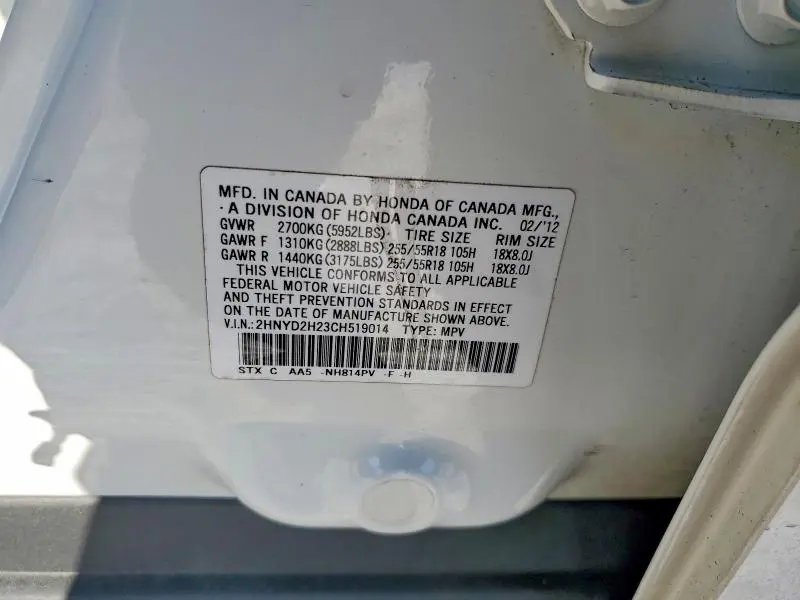 MFD. IN CANADA BY HONDA OF CANADA MFG.,
A DIVISION OF HONDA CANADA INC. 02/'12
GVWR 2700KG(5952LBS) TIRE SIZE RIM SIZE
GAWR F 1310KG(2888LBS)255/55R18 105H 18X8.0J
GAWR R 1440KG(3175LBS)255/55R18 105H 18X8.0J
THIS VEHICLE CONFORMS TO ALL APPLICABLE
FEDERAL MOTOR VEHICLE SAFETY
AND THEFT PREVENTION STANDARDS IN EFFECT
ON THE DATE OF MANUFACTURE SHOWN ABOVE.
V.I.N.:2HNYD2H23CH519014 TYPE: MPV
STX C AA5 -NH814PV -F -H